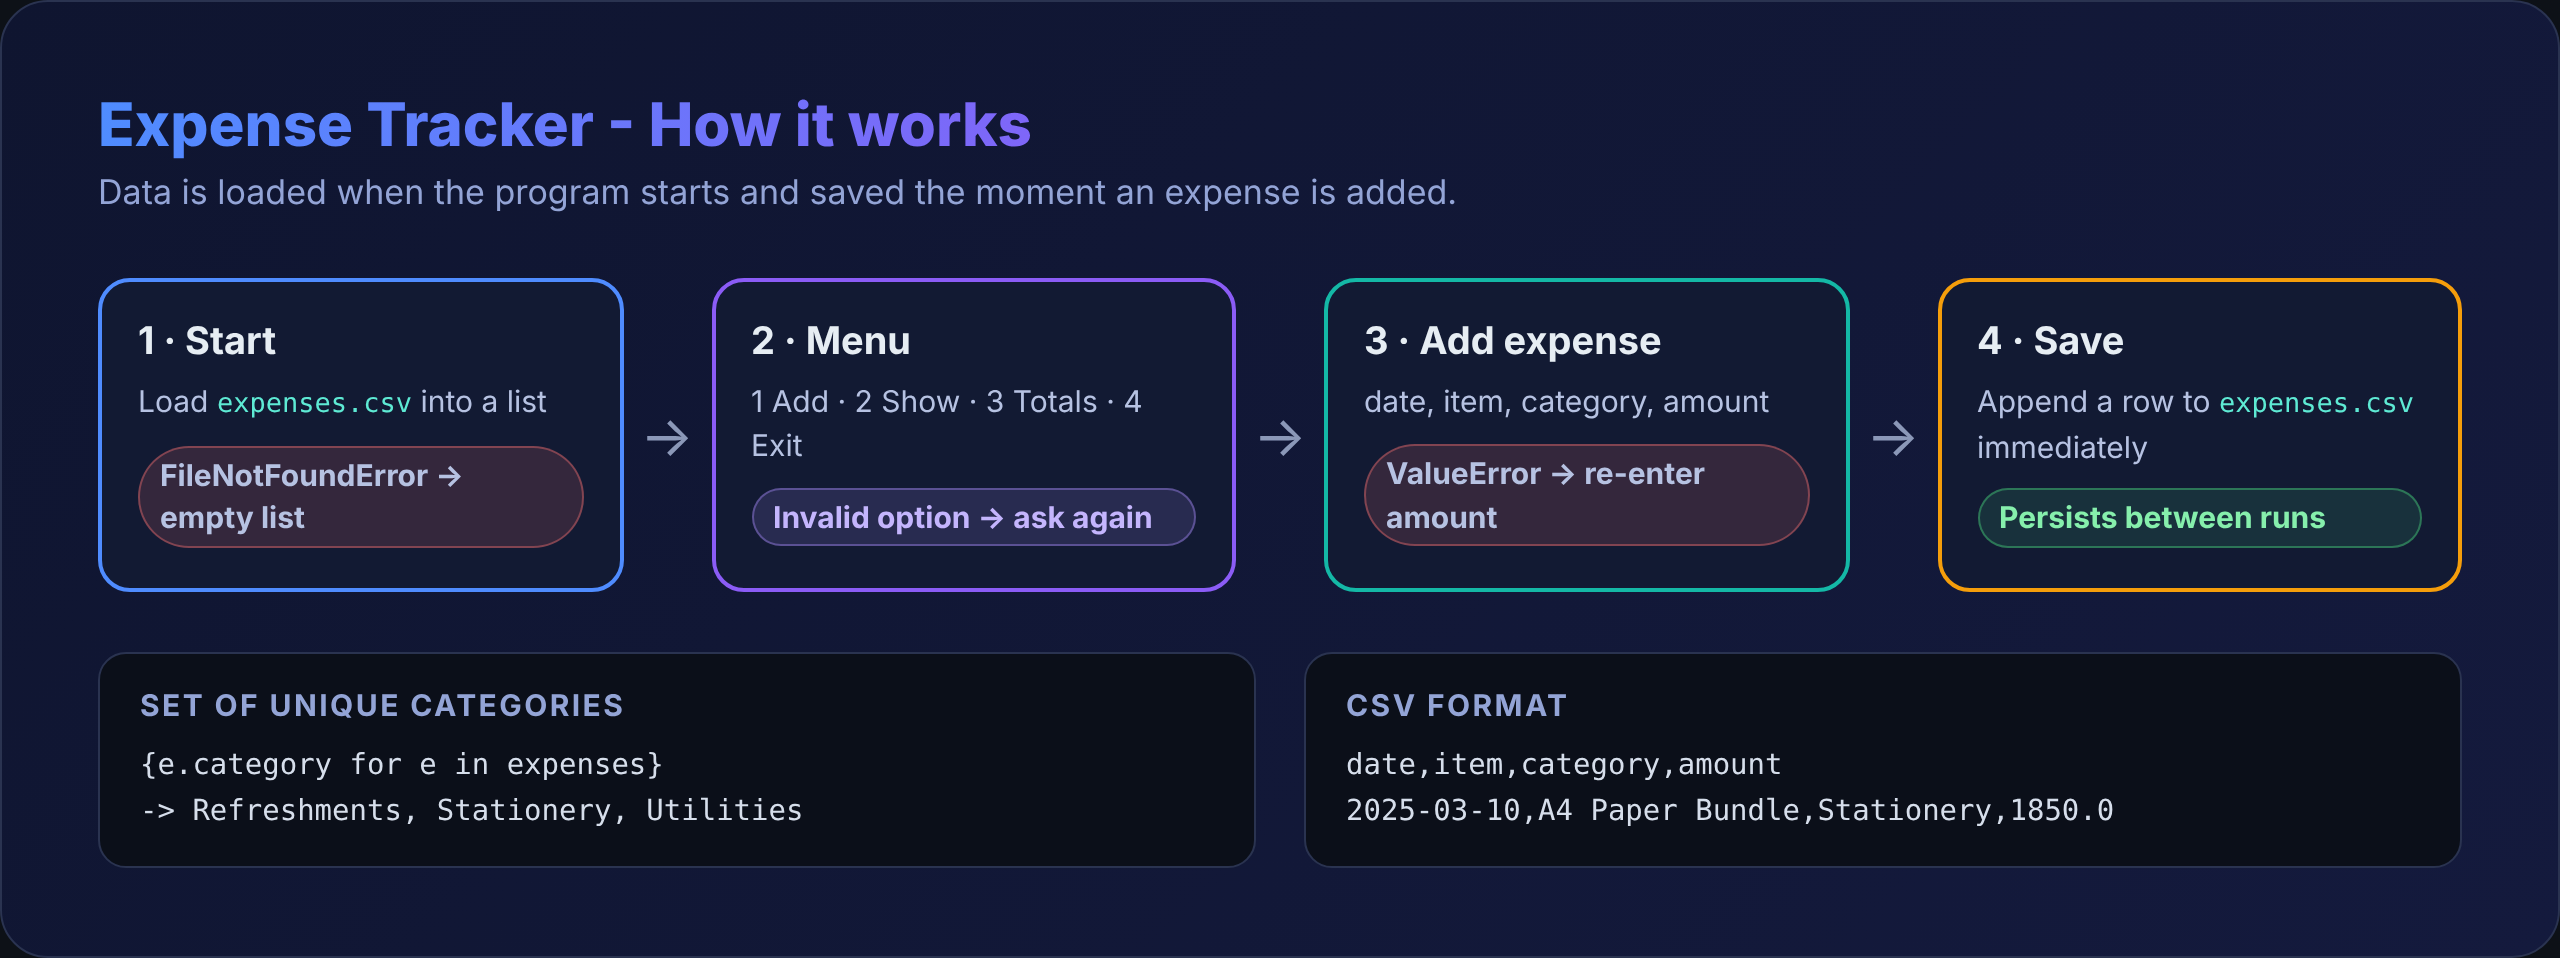 Expense Tracker - How it works
Data is loaded when the program starts and saved the moment an expense is added.
1 · Start
Load expenses.csv into a list
FileNotFoundError →
empty list
→
2 · Menu
1 Add · 2 Show · 3 Totals · 4
Exit
Invalid option → ask again
→
3 · Add expense
date, item, category, amount
ValueError → re-enter
amount
→
4 · Save
Append a row to expenses.csv
immediately
Persists between runs
SET OF UNIQUE CATEGORIES
{e.category for e in expenses}
-> Refreshments, Stationery, Utilities
CSV FORMAT
date,item,category,amount
2025-03-10,A4 Paper Bundle,Stationery,1850.0